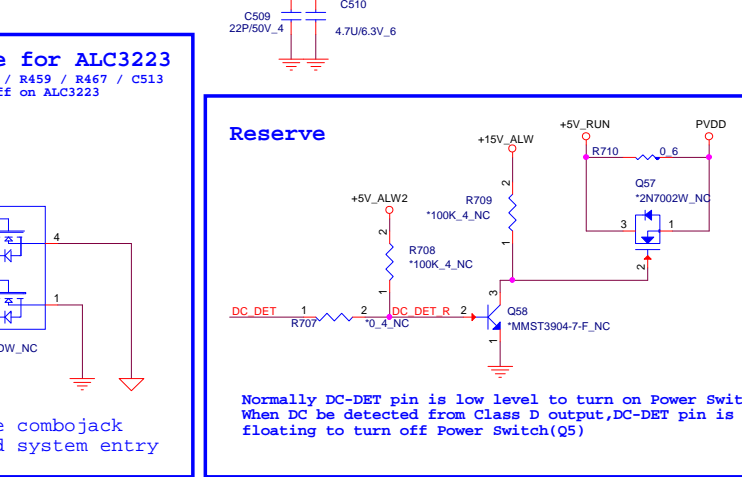 C510
C509
22P/50V_4
4.7U/6.3V_6
e for ALC3223
/ R459 / R467 / C513
ff on ALC3223
Reserve
+15V_ALW
+5V_RUN
PVDD
R710
0_6
Q57
*2N7002W_NC
3
1
2
2
R709
*100K_4_NC
1
+5V_ALW2
2
R708
*100K_4_NC
1
4
1
DC_DET
1
R707
2
*0_4_NC
DC_DET_R
2
3
Q58
*MMST3904-7-F_NC
1
OW_NC
Normally DC-DET pin is low level to turn on Power Swit
When DC be detected from Class D output,DC-DET pin is
floating to turn off Power Switch(Q5)
e combojack
d system entry